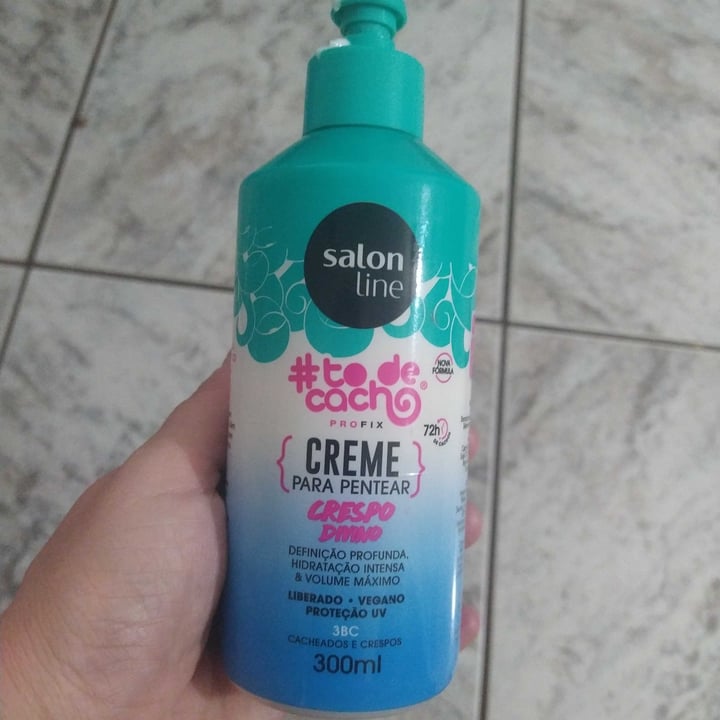 salon
line
#to de
cacho®
NOVA
FÓRMULA
PROFIX
72h
{CREME}
PARA PENTEAR
CRESPO
DIVINO
DEFINIÇÃO PROFUNDA,
HIDRATAÇÃO INTENSA
& VOLUME MÁXIMO
LIBERADO • VEGANO
PROTEÇÃO UV
3BC
CACHEADOS E CRESPOS
300ml